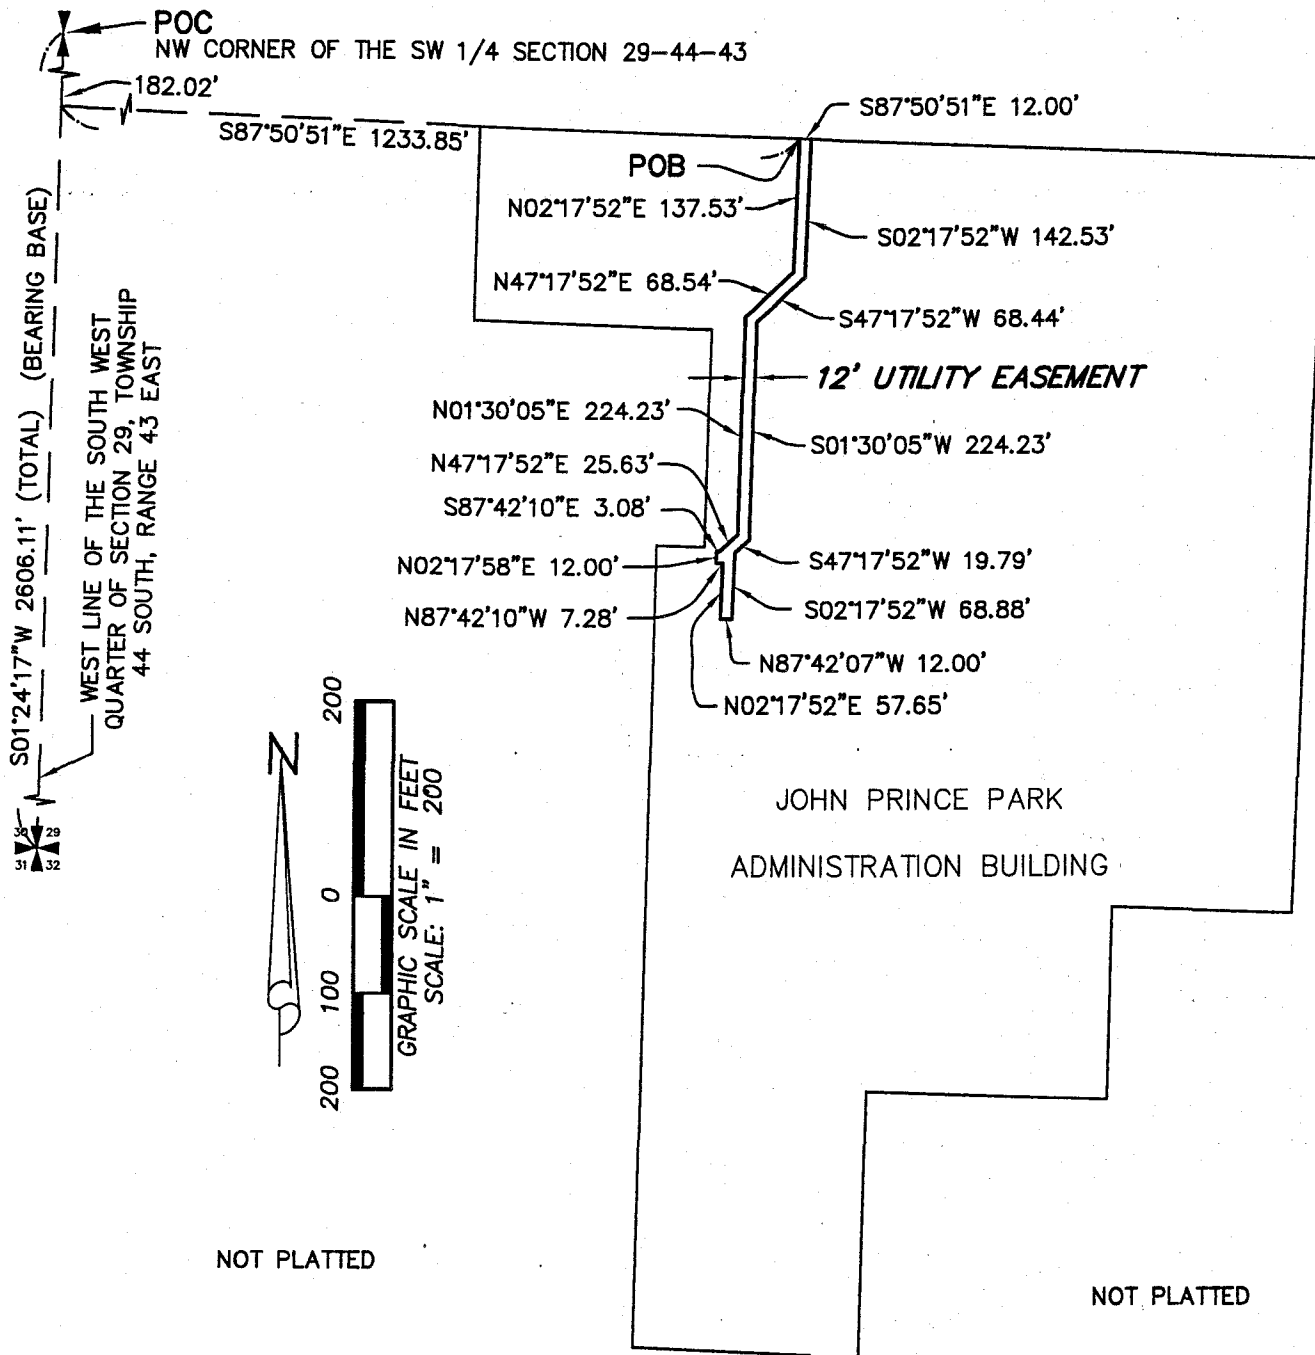 POC
NW CORNER OF THE SW 1/4 SECTION 29-44-43
182.02'
S87°50'51"E 1233.85'
S87°50'51"E 12.00'
POB
N02°17'52"E 137.53'
S02°17'52"W 142.53'
N47°17'52"E 68.54'
S47°17'52"W 68.44'
12' UTILITY EASEMENT
N01°30'05"E 224.23'
S01°30'05"W 224.23'
N47°17'52"E 25.63'
S87°42'10"E 3.08'
N02°17'58"E 12.00'
S47°17'52"W 19.79'
N87°42'10"W 7.28'
S02°17'52"W 68.88'
N87°42'07"W 12.00'
N02°17'52"E 57.65'
S01°24'17"W 2606.11' (TOTAL) (BEARING BASE)
WEST LINE OF THE SOUTH WEST
QUARTER OF SECTION 29, TOWNSHIP
44 SOUTH, RANGE 43 EAST
30 29
31 32
N
200
0
100
200
GRAPHIC SCALE IN FEET
SCALE: 1" = 200
JOHN PRINCE PARK
ADMINISTRATION BUILDING
NOT PLATTED
NOT PLATTED